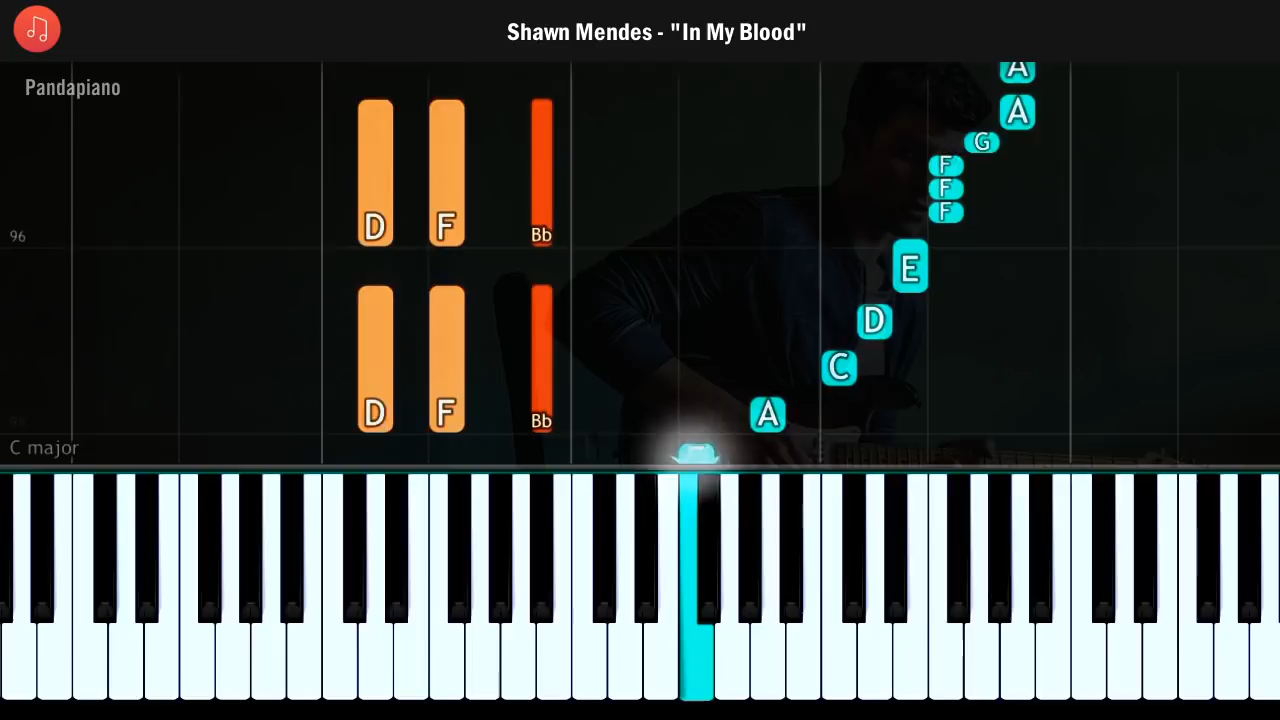 Shawn Mendes - "In My Blood"
Pandapiano
A
A
G
F
F
F
D F Bb
96
E
D
C
D F Bb
A
C major